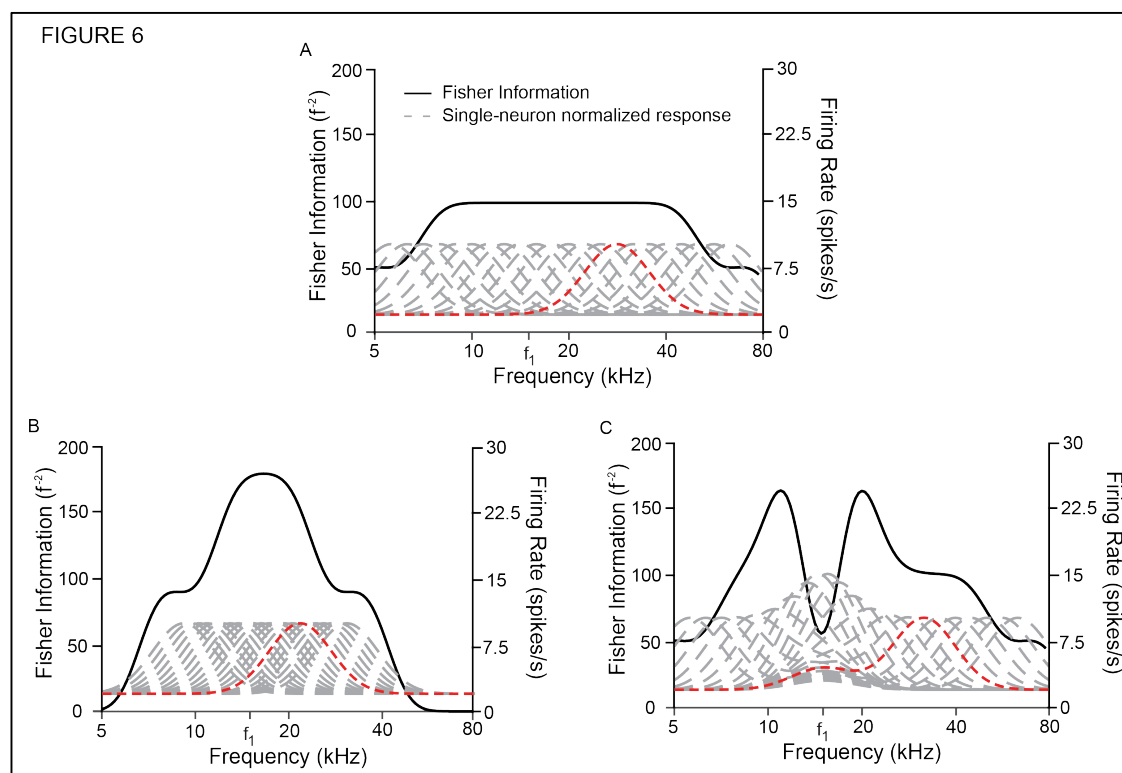 FIGURE 6
A
200
150
100
50
0
Fisher Information (f⁻²)
Fisher Information
Single-neuron normalized response
30
22.5
15
7.5
0
Firing Rate (spikes/s)
5 10 f₁ 20 40 80
Frequency (kHz)
B
200
150
100
50
0
Fisher Information (f⁻²)
30
22.5
15
7.5
0
Firing Rate (spikes/s)
5 10 f₁ 20 40 80
Frequency (kHz)
C
200
150
100
50
0
Fisher Information (f⁻²)
30
22.5
15
7.5
0
Firing Rate (spikes/s)
5 10 f₁ 20 40 80
Frequency (kHz)